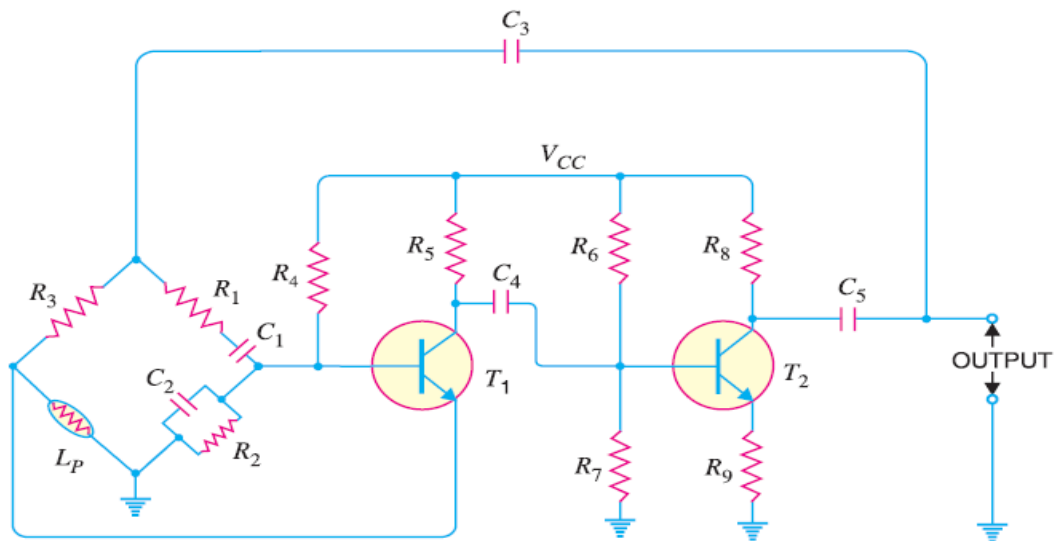 C3
VCC
R3
R1
R4
R5
C4
R6
R8
C5
C1
C2
T1
T2
OUTPUT
LP
R2
R7
R9